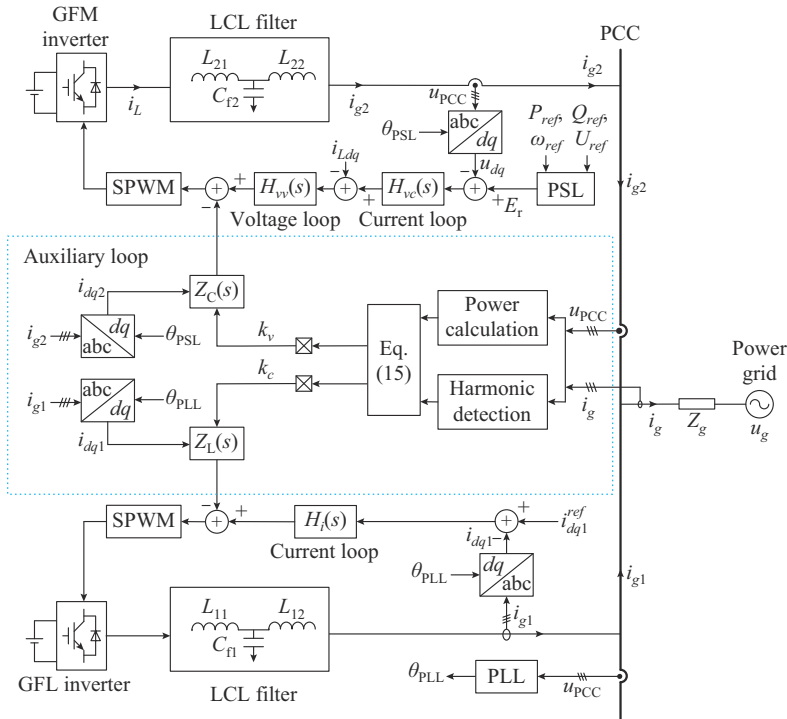 GFM
inverter
LCL filter
PCC
L21
L22
Cf2
iL
ig2
uPCC
ig2
abc
dq
θPSL
udq
Pref,
ωref
Qref,
Uref
iLdq
SPWM
+
−
+
Hvv(s)
−
+
+
Hvc(s)
−
+
+Er
PSL
ig2
Voltage loop
Current loop
Auxiliary loop
idq2
ZC(s)
ig2
dq
abc
θPSL
kv
Eq.
(15)
Power
calculation
uPCC
ig1
abc
dq
θPLL
kc
Harmonic
detection
ig
idq1
ZL(s)
ig
Zg
Power
grid
ug
SPWM
−
+
+
Hi(s)
Current loop
+
+
idq1ref
idq1−
θPLL
dq
abc
ig1
ig1
GFL inverter
L11
L12
Cf1
LCL filter
θPLL
PLL
uPCC